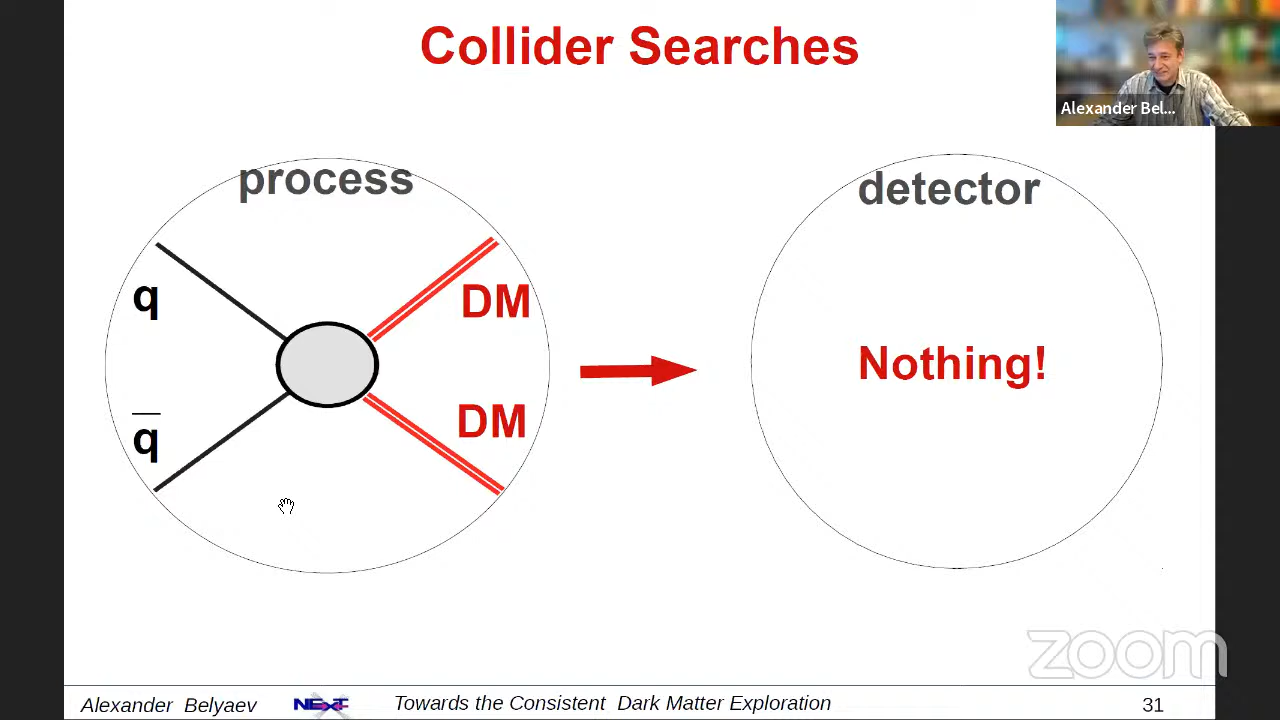 Collider Searches
Alexander Bel...
process
detector
q
DM
Nothing!
DM
q
zoom
Alexander Belyaev
NEXT
Towards the Consistent Dark Matter Exploration
31